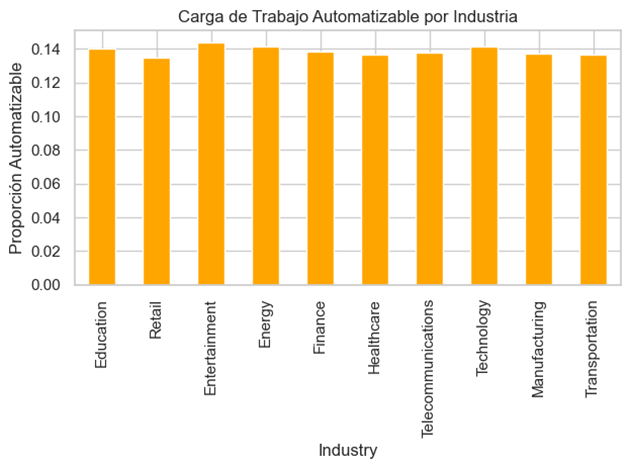 Carga de Trabajo Automatizable por Industria
Proporción Automatizable
0.14
0.12
0.10
0.08
0.06
0.04
0.02
0.00
Education
Retail
Entertainment
Energy
Finance
Healthcare
Telecommunications
Technology
Manufacturing
Transportation
Industry